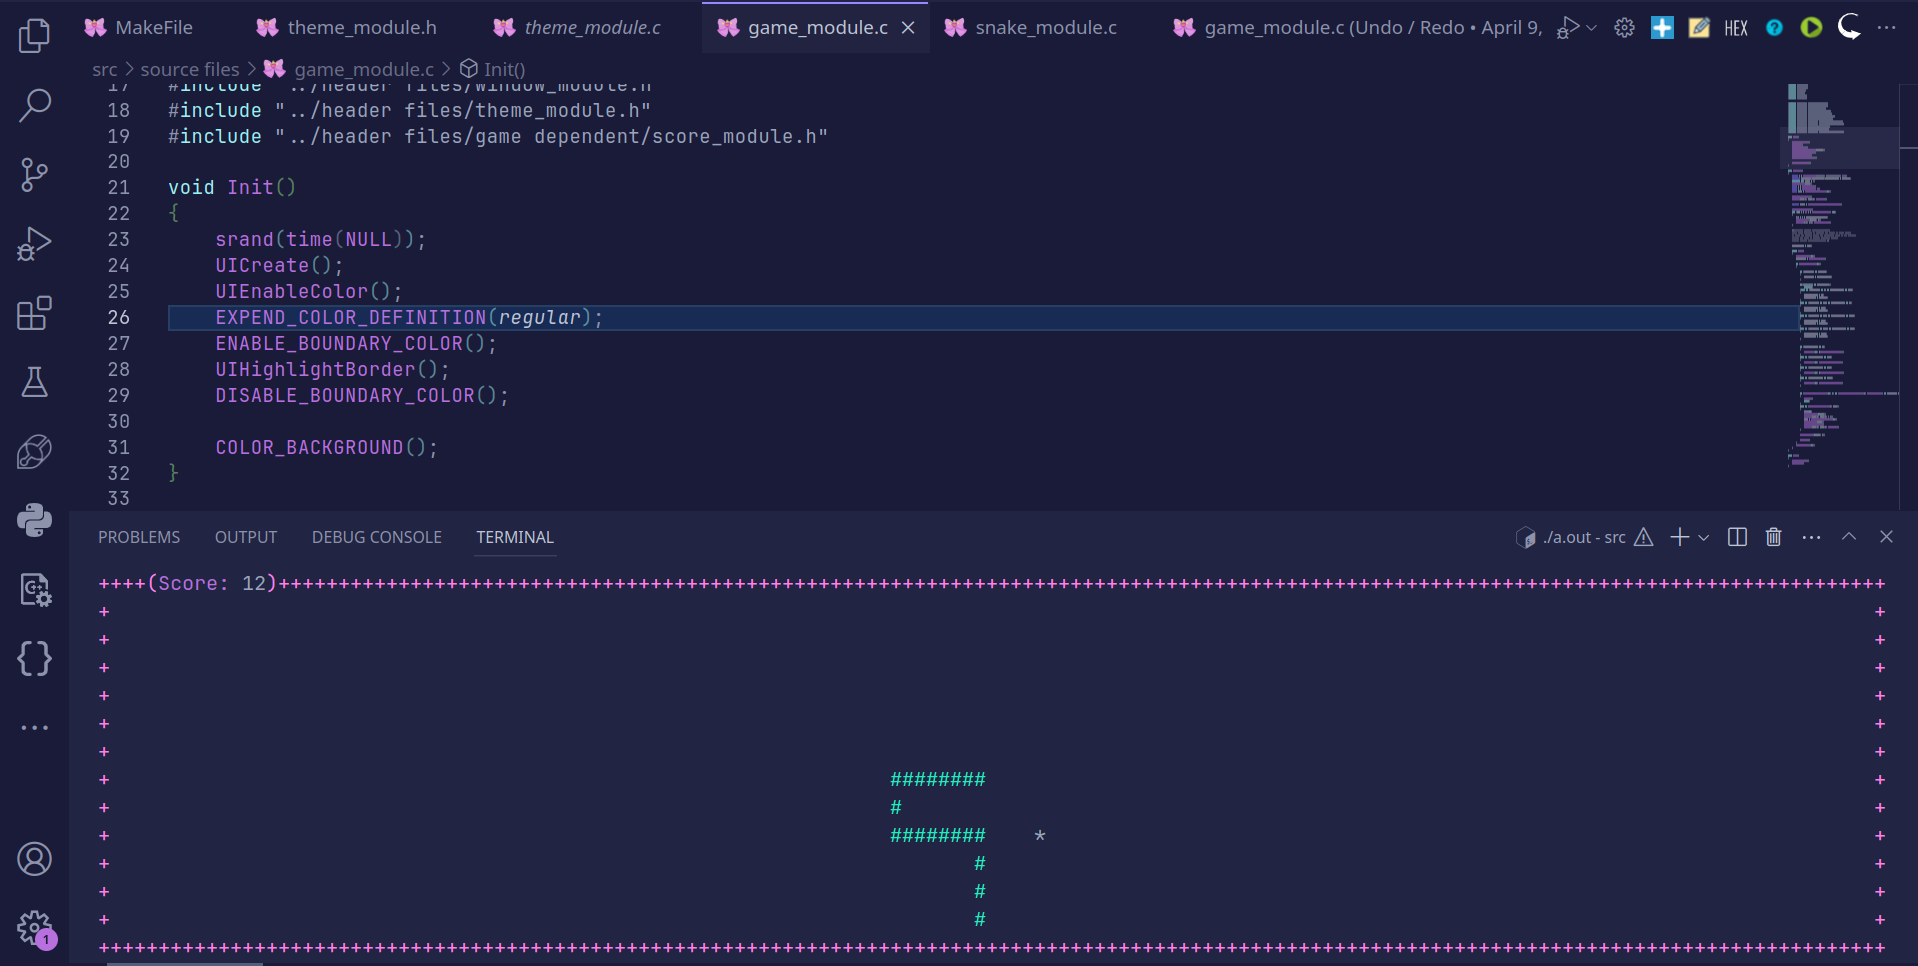 MakeFile theme_module.h theme_module.c game_module.c snake_module.c game_module.c (Undo / Redo • April 9, HEX
src > source files > game_module.c > Init()
17 #include "../header files/window_module.h"
18 #include "../header files/theme_module.h"
19 #include "../header files/game dependent/score_module.h"
20
21 void Init()
22 {
23 srand(time(NULL));
24 UICreate();
25 UIEnableColor();
26 EXPEND_COLOR_DEFINITION(regular);
27 ENABLE_BOUNDARY_COLOR();
28 UIHighlightBorder();
29 DISABLE_BOUNDARY_COLOR();
30
31 COLOR_BACKGROUND();
32 }
33
PROBLEMS OUTPUT DEBUG CONSOLE TERMINAL ./a.out - src
++++(Score: 12)++++++++++++++++++++++++++++++++++++++++++++++++++++++++++++++++++++++++++++++++++++++++++++++++++++++++++++++++++++++++++++++++++++++
+ +
+ +
+ +
+ +
+ +
+ +
+ ######## +
+ # +
+ ######## * +
+ # +
+ # +
+ # +
+++++++++++++++++++++++++++++++++++++++++++++++++++++++++++++++++++++++++++++++++++++++++++++++++++++++++++++++++++++++++++++++++++++++++++++++++++++
1